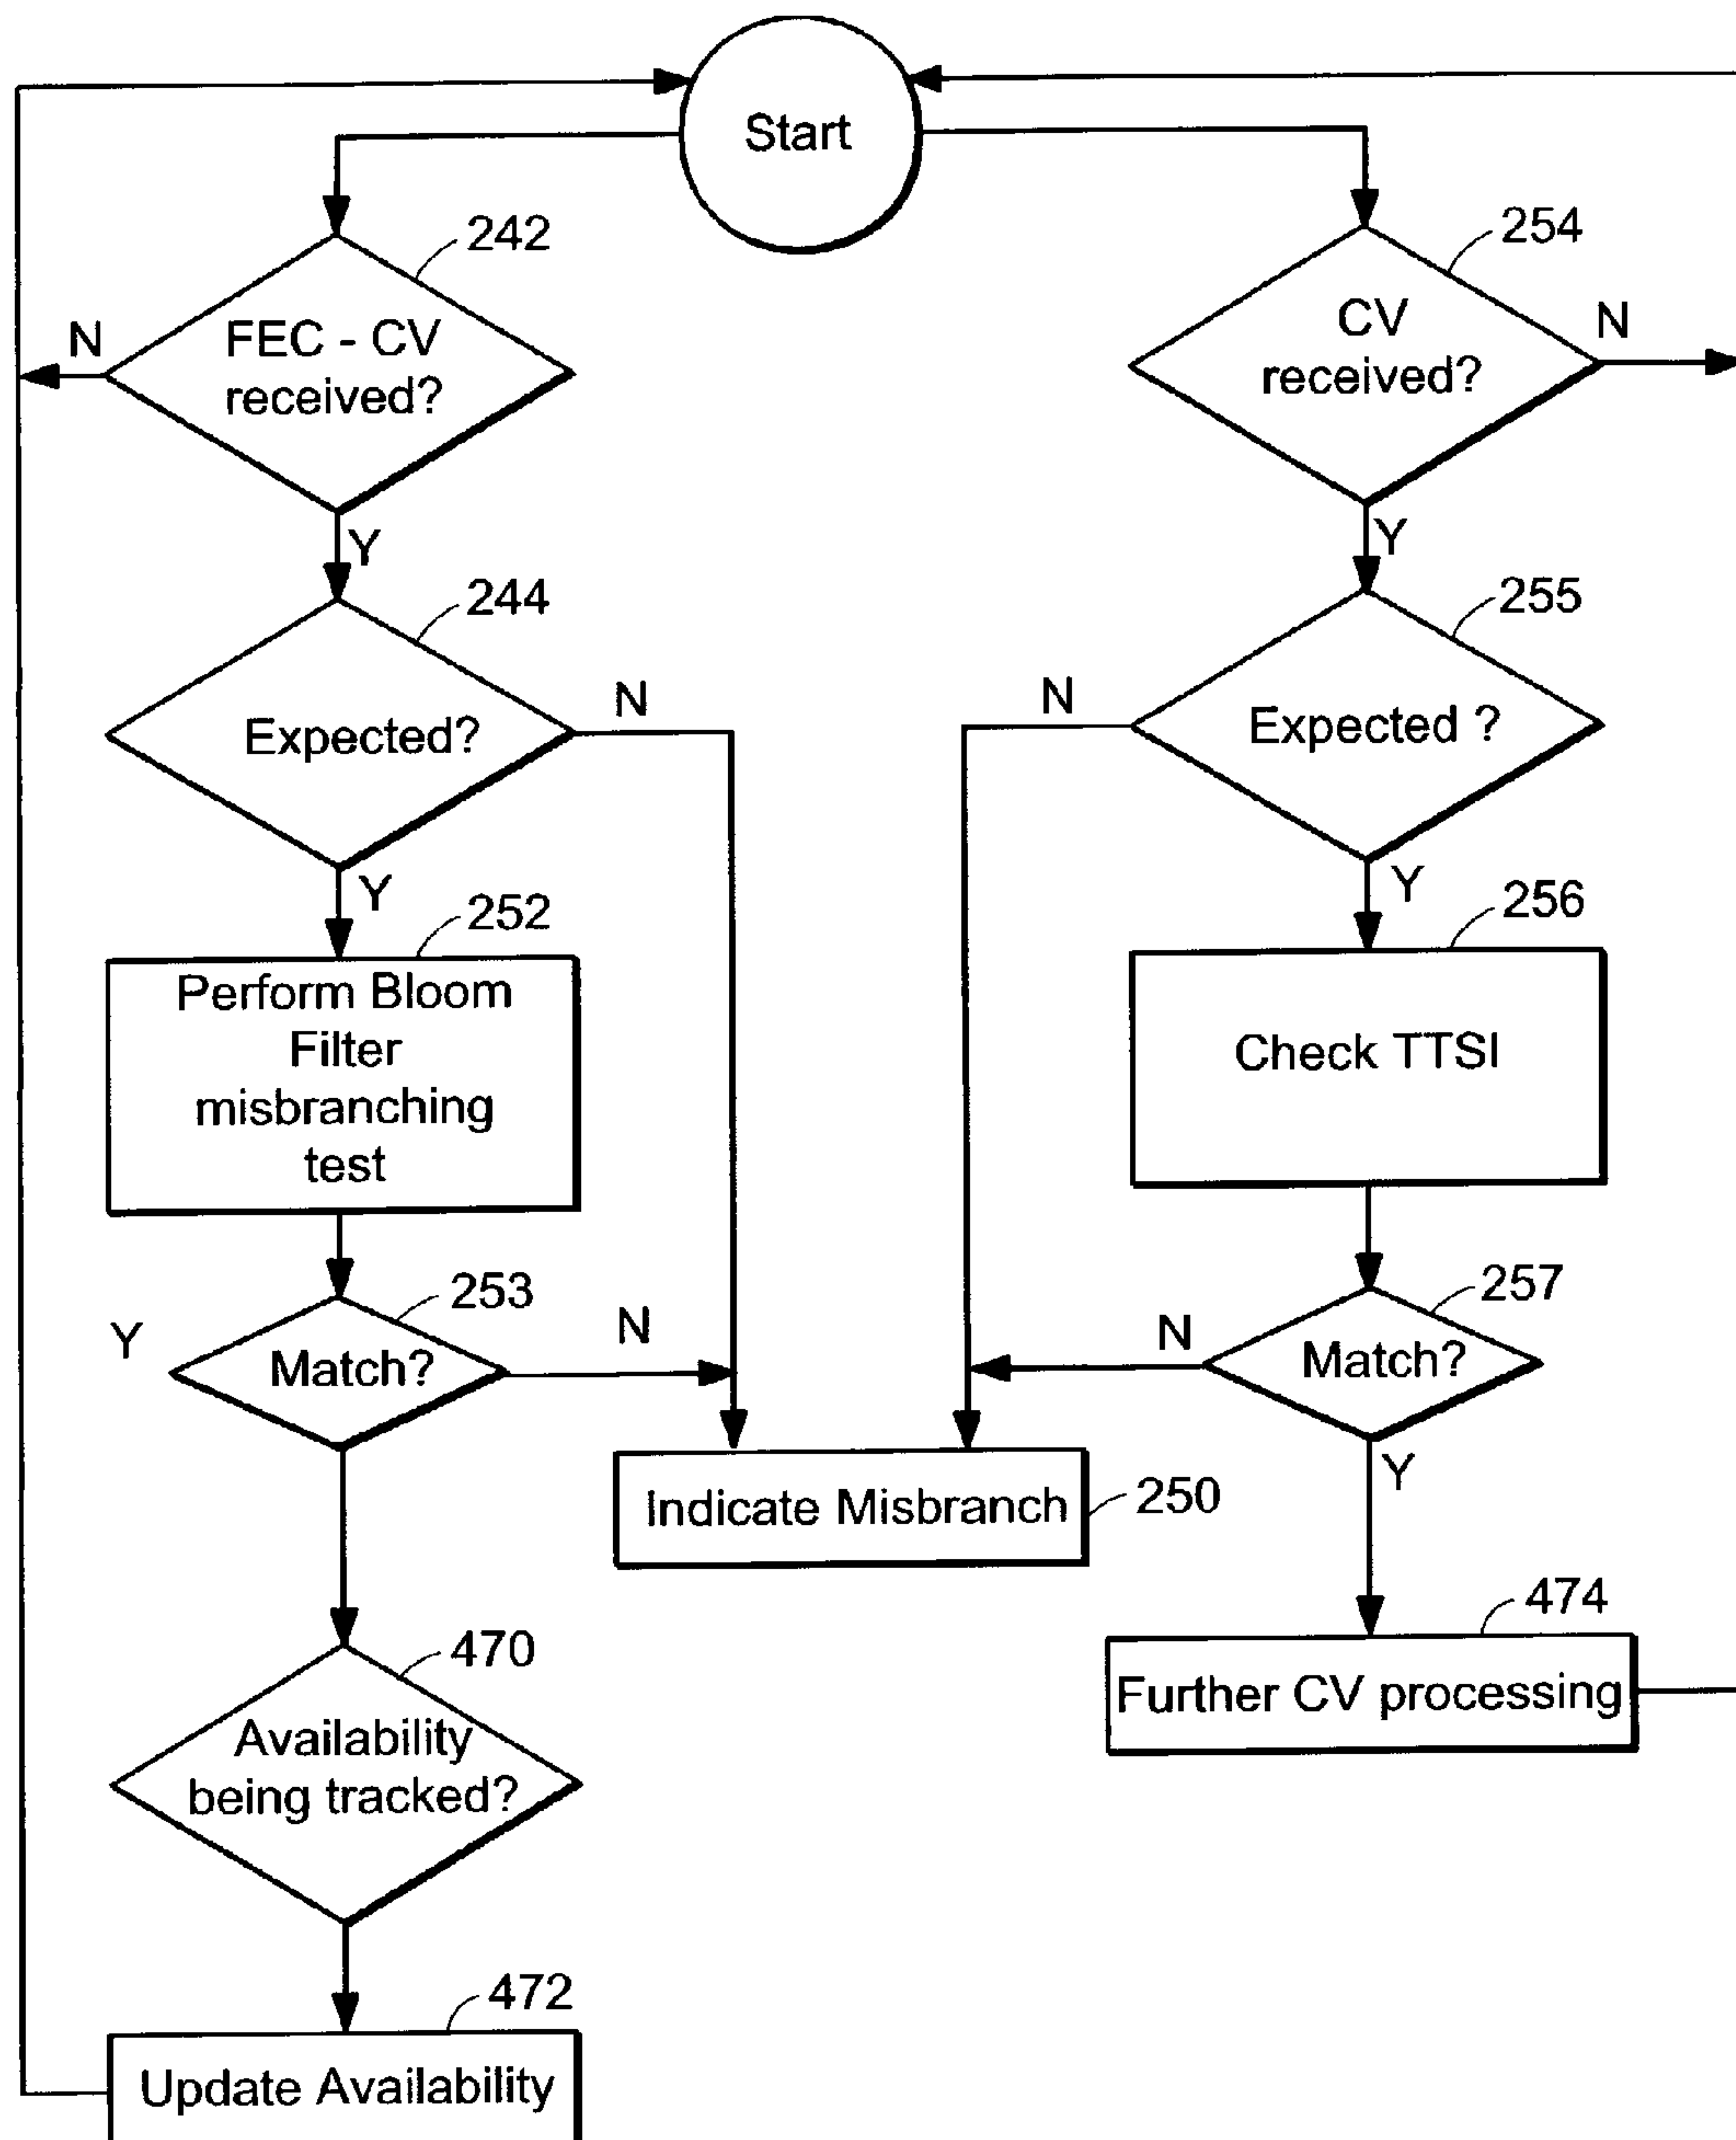 Start
242
FEC - CV
received?
N
Y
244
Expected?
N
Y
252
Perform Bloom
Filter
misbranching
test
253
Match?
Y
N
470
Availability
being tracked?
472
Update Availability
254
CV
received?
N
Y
255
Expected ?
N
Y
256
Check TTSI
257
Match?
N
Y
Indicate Misbranch
250
474
Further CV processing